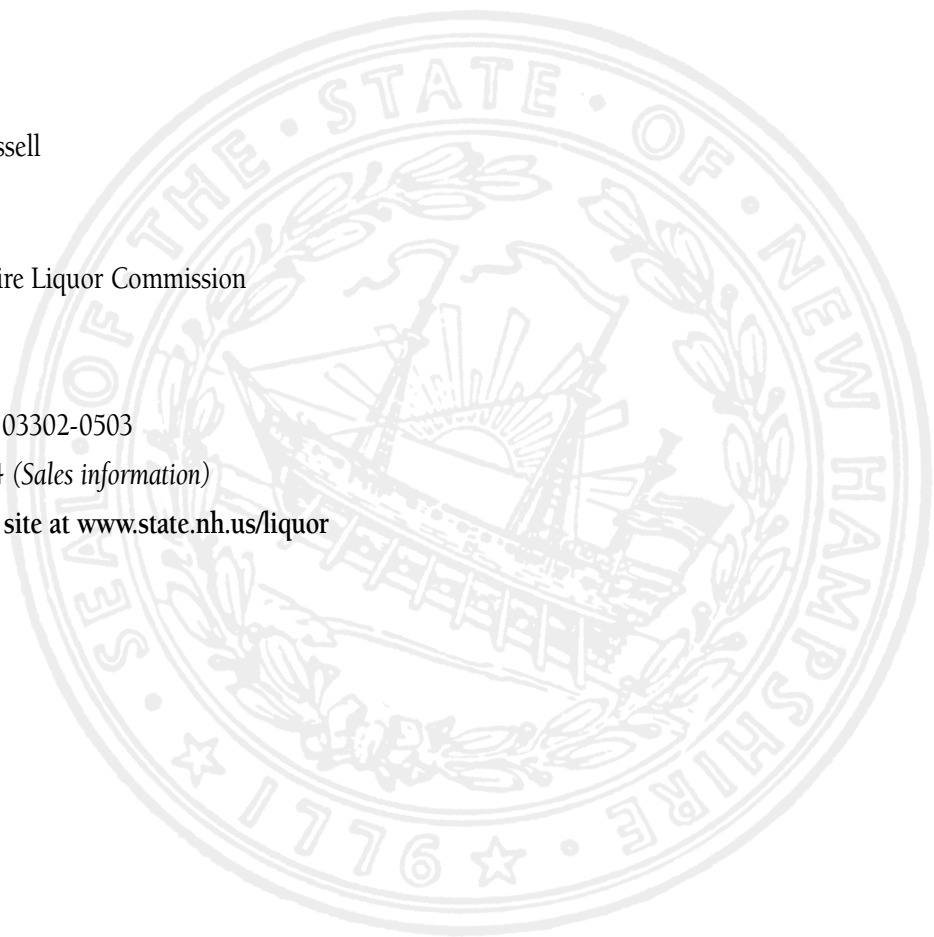 ssell
ire Liquor Commission
03302-0503
(Sales information)
site at www.state.nh.us/liquor
SEAL • OF • THE • STATE • OF • NEW HAMPSHIRE •
1776